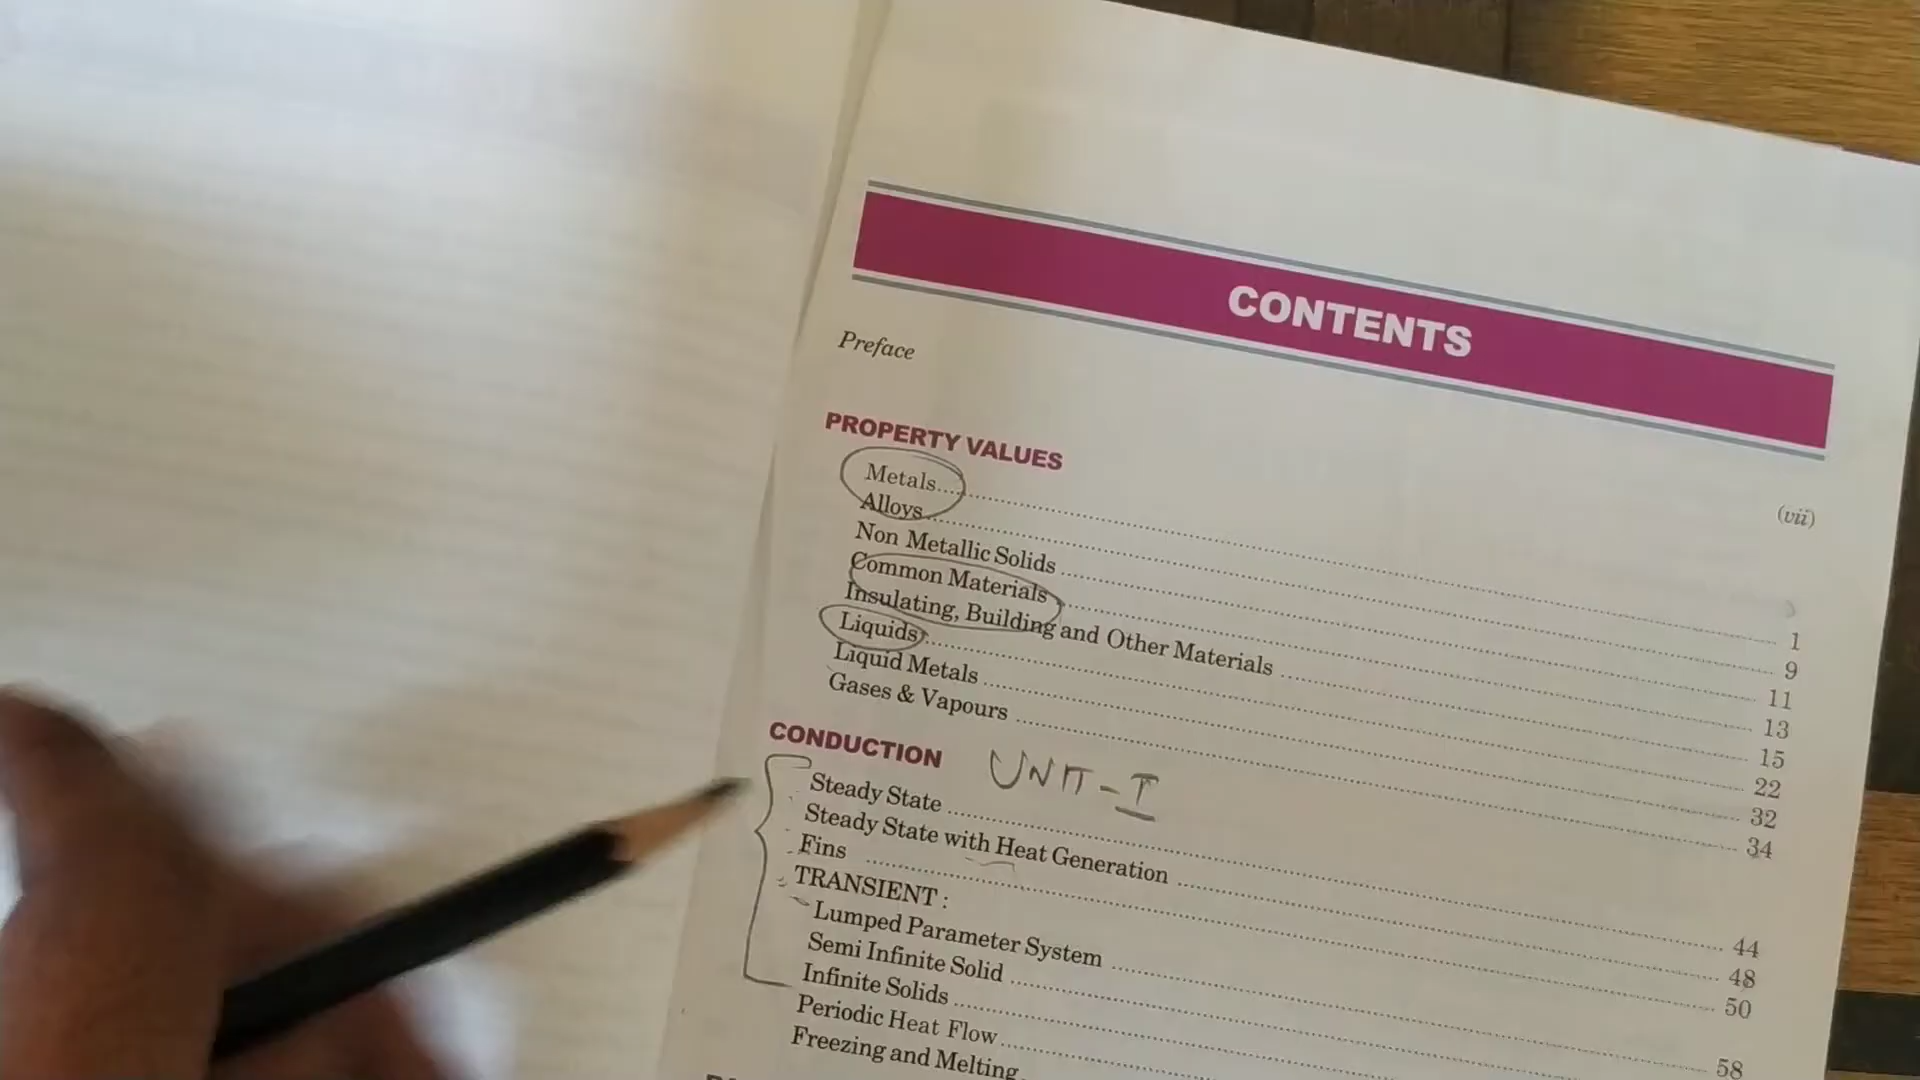 CONTENTS
Preface (vii)
PROPERTY VALUES
Metals 1
Alloys 9
Non Metallic Solids 11
Common Materials 13
Insulating, Building and Other Materials 15
Liquids 22
Liquid Metals 32
Gases & Vapours 34
CONDUCTION UNIT-I
Steady State 44
Steady State with Heat Generation 48
Fins 50
TRANSIENT :
Lumped Parameter System 58
Semi Infinite Solid
Infinite Solids
Periodic Heat Flow
Freezing and Melting